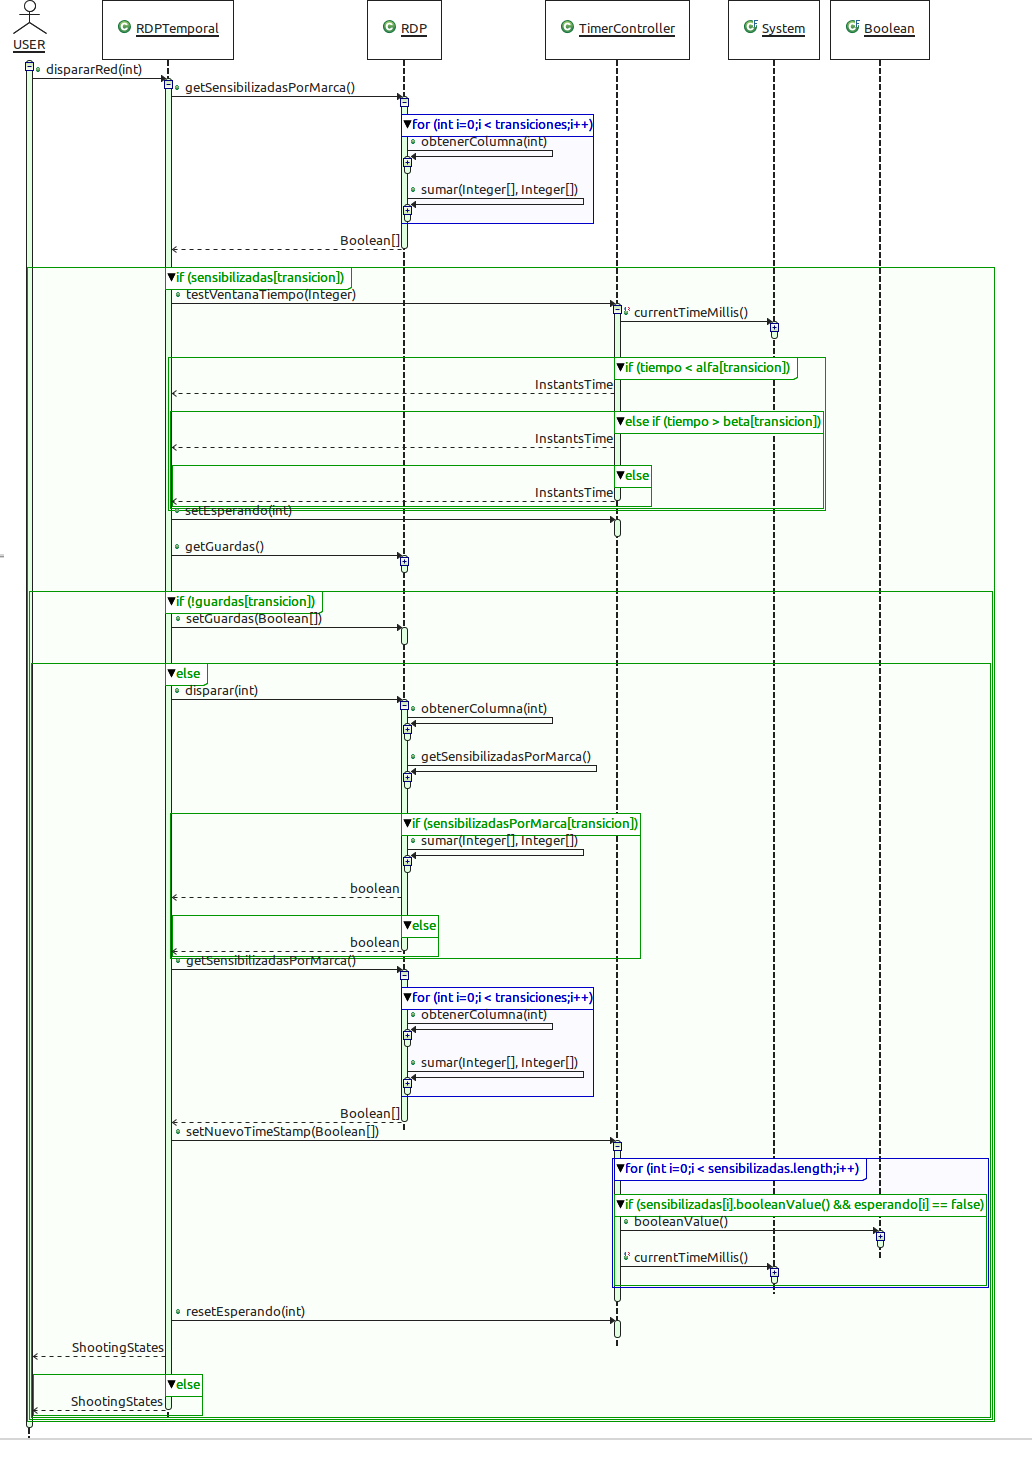 USER
RDPTemporal
RDP
TimerController
System
Boolean
dispararRed(int)
getSensibilizadasPorMarca()
for (int i=0;i < transiciones;i++)
obtenerColumna(int)
sumar(Integer[], Integer[])
Boolean[]
if (sensibilizadas[transicion])
testVentanaTiempo(Integer)
currentTimeMillis()
if (tiempo < alfa[transicion])
InstantsTime
else if (tiempo > beta[transicion])
InstantsTime
else
InstantsTime
setEsperando(int)
getGuardas()
if (!guardas[transicion])
setGuardas(Boolean[])
else
disparar(int)
obtenerColumna(int)
getSensibilizadasPorMarca()
if (sensibilizadasPorMarca[transicion])
sumar(Integer[], Integer[])
boolean
else
boolean
getSensibilizadasPorMarca()
for (int i=0;i < transiciones;i++)
obtenerColumna(int)
sumar(Integer[], Integer[])
Boolean[]
setNuevoTimeStamp(Boolean[])
for (int i=0;i < sensibilizadas.length;i++)
if (sensibilizadas[i].booleanValue() && esperando[i] == false)
booleanValue()
currentTimeMillis()
resetEsperando(int)
ShootingStates
else
ShootingStates